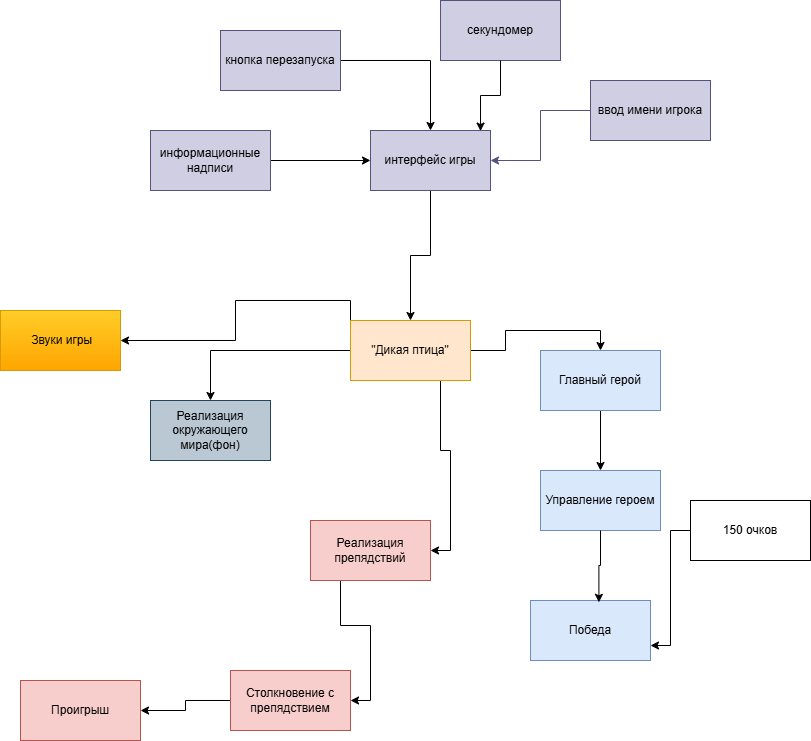 секундомер
кнопка перезапуска
ввод имени игрока
информационные
надписи
интерфейс игры
Звуки игры
"Дикая птица"
Главный герой
Реализация
окружающего
мира(фон)
Управление героем
150 очков
Реализация
препядствий
Победа
Столкновение с
препядствием
Проигрыш